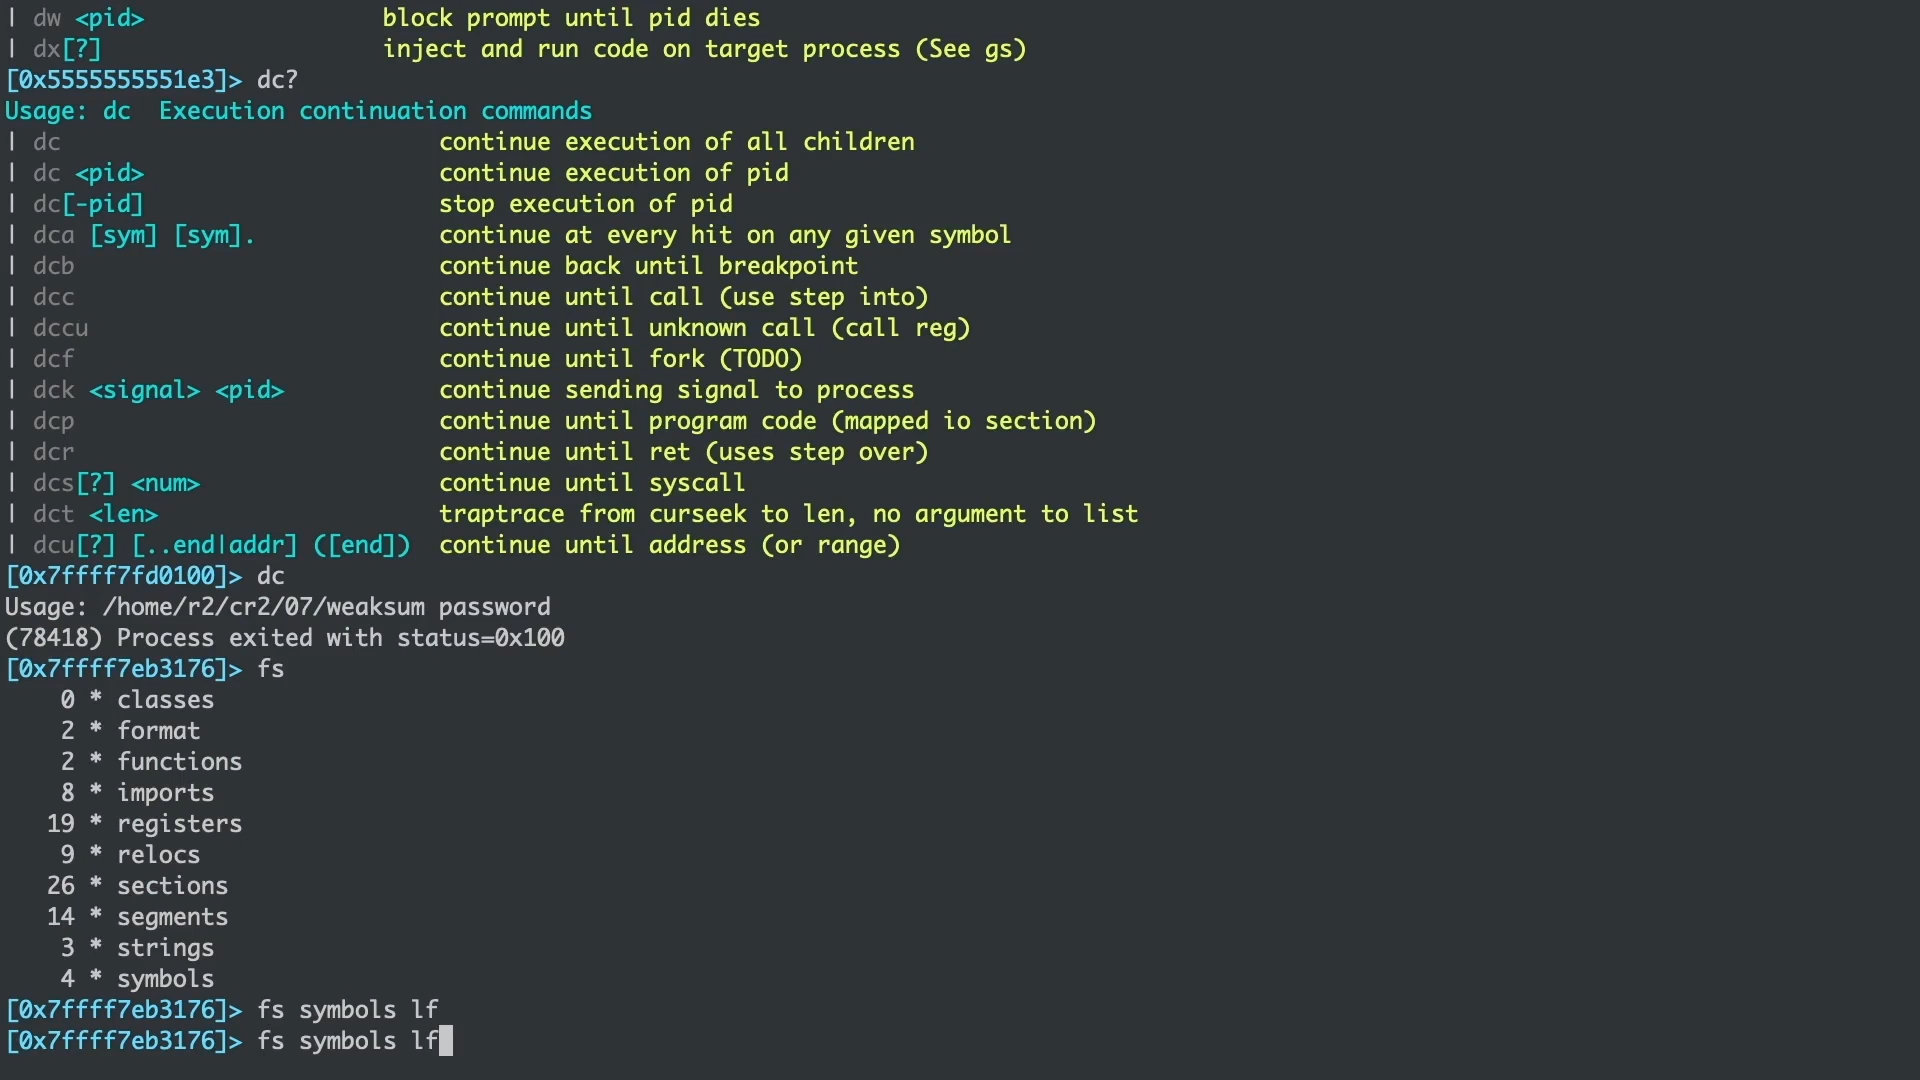 | dw <pid>                 block prompt until pid dies
| dx[?]                    inject and run code on target process (See gs)
[0x5555555551e3]> dc?
Usage: dc  Execution continuation commands
| dc                           continue execution of all children
| dc <pid>                     continue execution of pid
| dc[-pid]                     stop execution of pid
| dca [sym] [sym].             continue at every hit on any given symbol
| dcb                          continue back until breakpoint
| dcc                          continue until call (use step into)
| dccu                         continue until unknown call (call reg)
| dcf                          continue until fork (TODO)
| dck <signal> <pid>           continue sending signal to process
| dcp                          continue until program code (mapped io section)
| dcr                          continue until ret (uses step over)
| dcs[?] <num>                 continue until syscall
| dct <len>                    traptrace from curseek to len, no argument to list
| dcu[?] [..end|addr] ([end])  continue until address (or range)
[0x7ffff7fd0100]> dc
Usage: /home/r2/cr2/07/weaksum password
(78418) Process exited with status=0x100
[0x7ffff7eb3176]> fs
    0 * classes
    2 * format
    2 * functions
    8 * imports
   19 * registers
    9 * relocs
   26 * sections
   14 * segments
    3 * strings
    4 * symbols
[0x7ffff7eb3176]> fs symbols lf
[0x7ffff7eb3176]> fs symbols lf